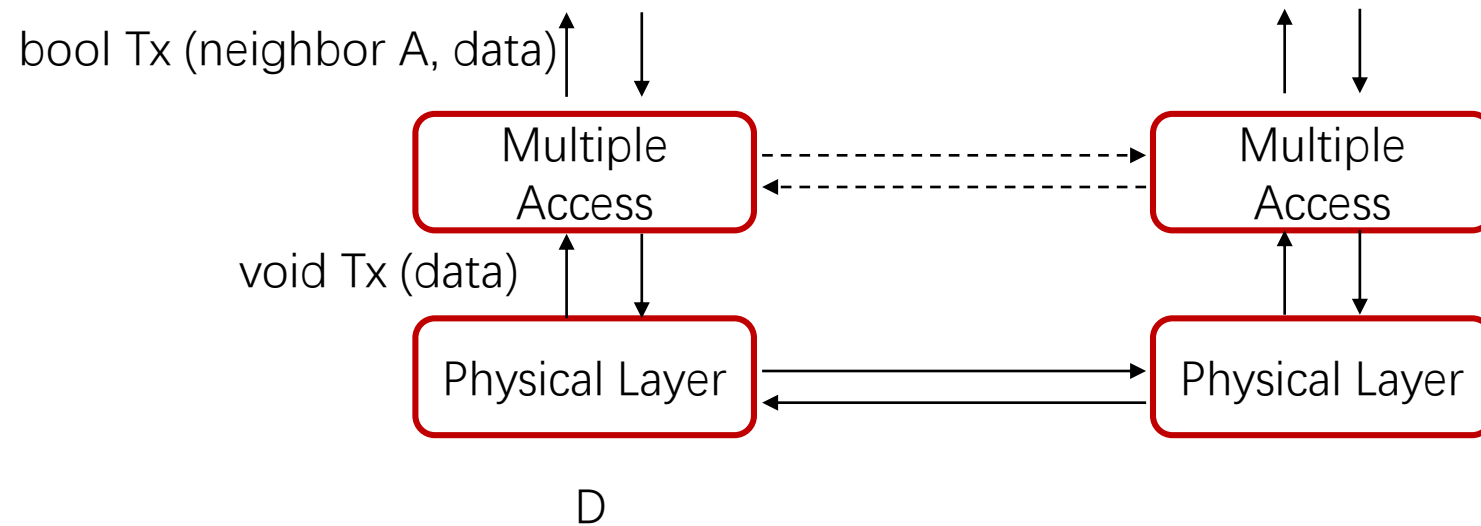 bool Tx (neighbor A, data)
Multiple
Access
Multiple
Access
void Tx (data)
Physical Layer
Physical Layer
D